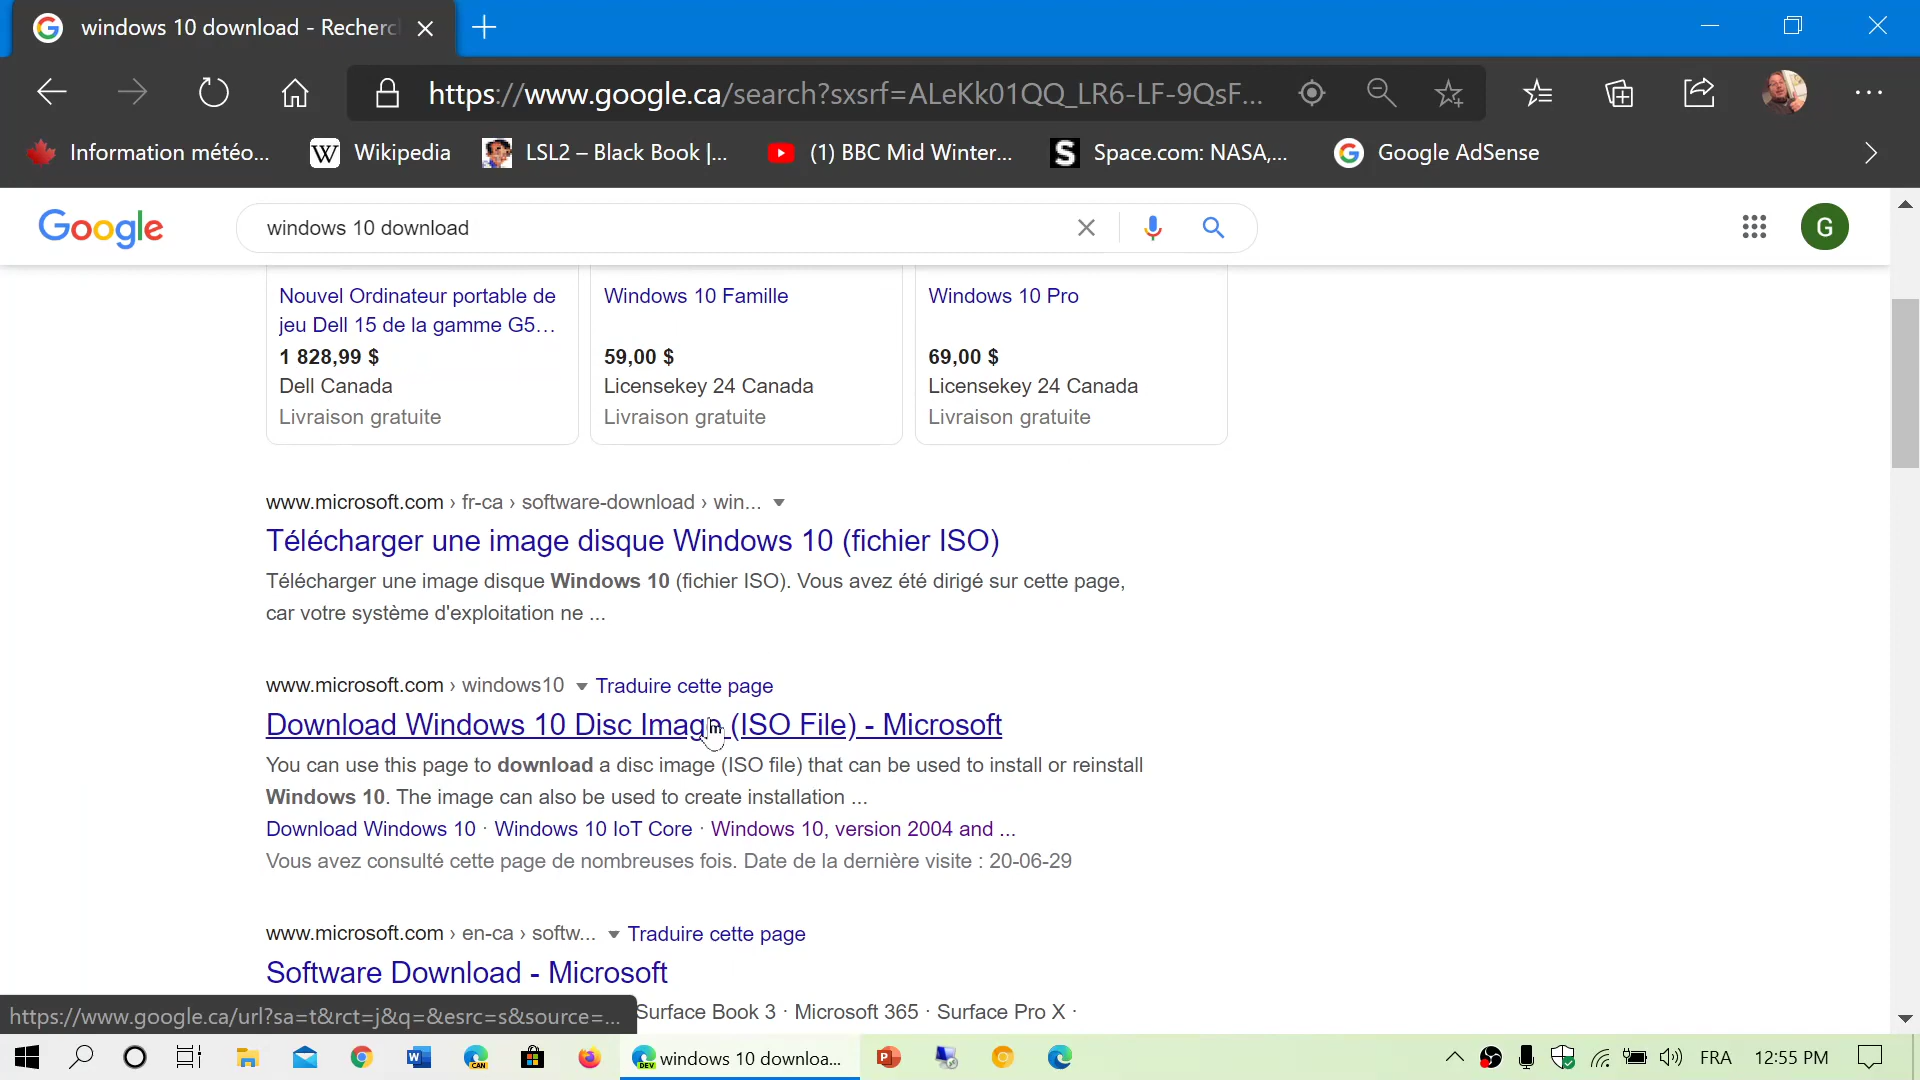 windows 10 download - Recherc
https://www.google.ca/search?sxsrf=ALeKk01QQ_LR6-LF-9QsF...
Information météo...
Wikipedia
LSL2 – Black Book |...
(1) BBC Mid Winter...
Space.com: NASA,...
Google AdSense
Google
windows 10 download
G
Nouvel Ordinateur portable de
jeu Dell 15 de la gamme G5...
1 828,99 $
Dell Canada
Livraison gratuite
Windows 10 Famille
59,00 $
Licensekey 24 Canada
Livraison gratuite
Windows 10 Pro
69,00 $
Licensekey 24 Canada
Livraison gratuite
www.microsoft.com › fr-ca › software-download › win...
Télécharger une image disque Windows 10 (fichier ISO)
Télécharger une image disque Windows 10 (fichier ISO). Vous avez été dirigé sur cette page,
car votre système d'exploitation ne ...
www.microsoft.com › windows10 Traduire cette page
Download Windows 10 Disc Image (ISO File) - Microsoft
You can use this page to download a disc image (ISO file) that can be used to install or reinstall
Windows 10. The image can also be used to create installation ...
Download Windows 10 · Windows 10 IoT Core · Windows 10, version 2004 and ...
Vous avez consulté cette page de nombreuses fois. Date de la dernière visite : 20-06-29
www.microsoft.com › en-ca › softw... Traduire cette page
Software Download - Microsoft
Surface Book 3 · Microsoft 365 · Surface Pro X ·
https://www.google.ca/url?sa=t&rct=j&q=&esrc=s&source=...
CAN
DEV
windows 10 downloa...
FRA
12:55 PM